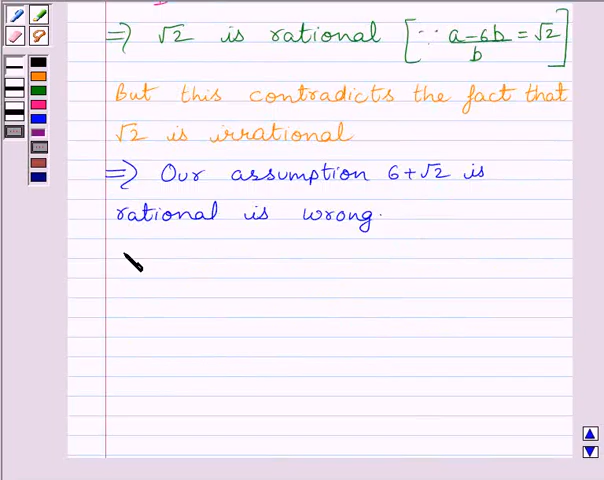 ⇒ √2 is rational [∵ a-6b/b = √2]
But this contradicts the fact that
√2 is irrational
⇒ Our assumption 6+√2 is
rational is wrong.